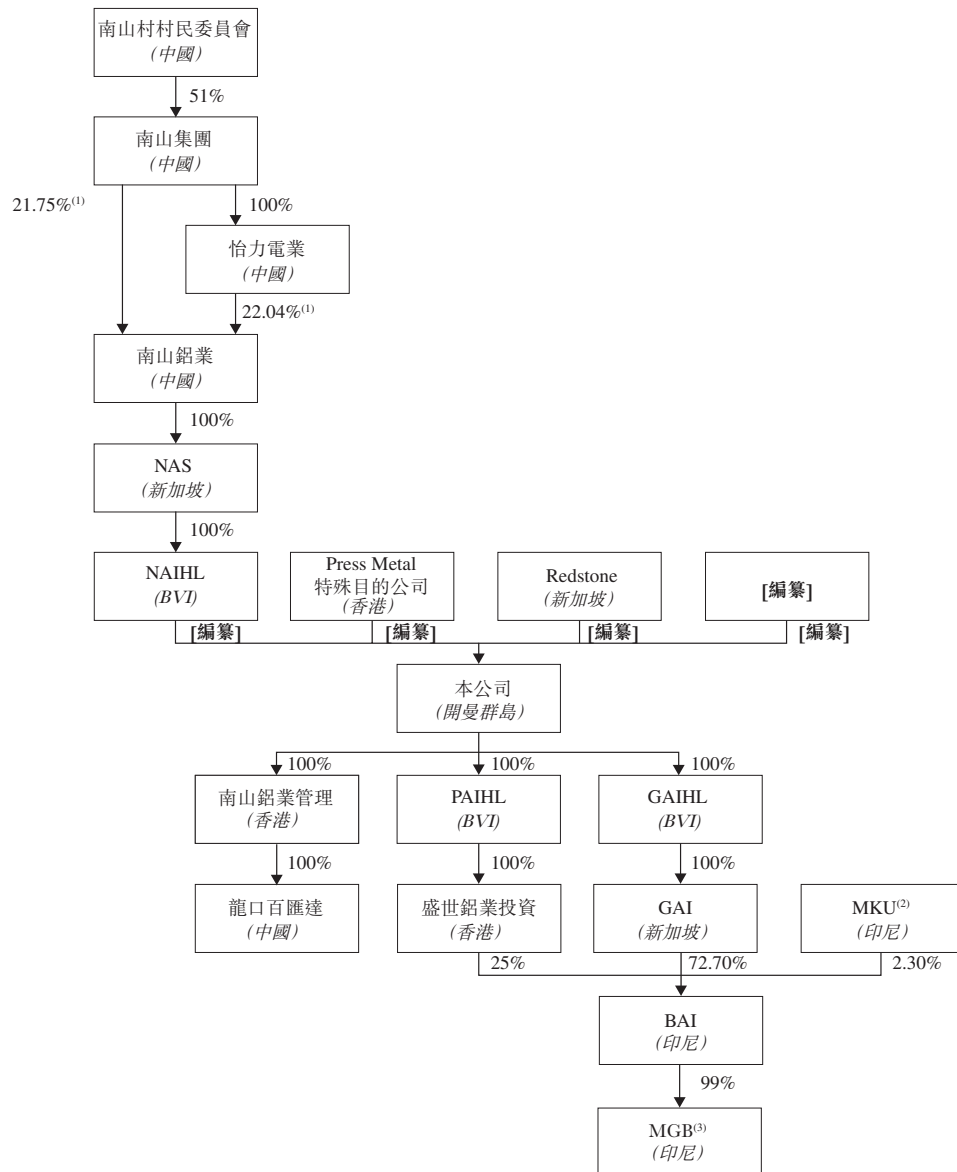 南山村村民委員會
(中國)
51%
南山集團
(中國)
21.75%(1)
100%
怡力電業
(中國)
22.04%(1)
南山鋁業
(中國)
100%
NAS
(新加坡)
100%
NAIHL
(BVI)
Press Metal
特殊目的公司
(香港)
Redstone
(新加坡)
[編纂]
[編纂]
[編纂]
[編纂]
[編纂]
本公司
(開曼群島)
100%
100%
100%
南山鋁業管理
(香港)
PAIHL
(BVI)
GAIHL
(BVI)
100%
100%
100%
龍口百匯達
(中國)
盛世鋁業投資
(香港)
GAI
(新加坡)
MKU(2)
(印尼)
25%
72.70%
2.30%
BAI
(印尼)
99%
MGB(3)
(印尼)